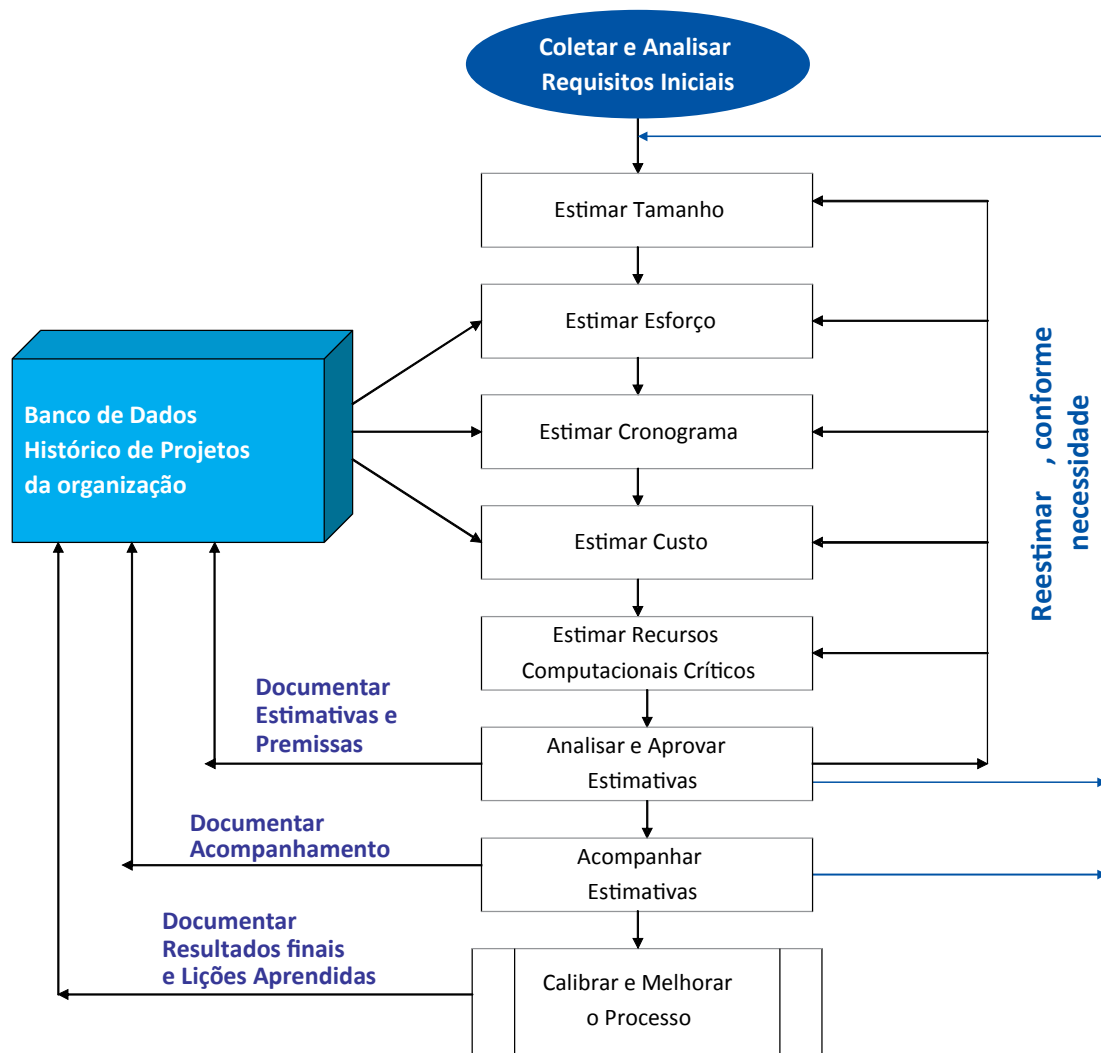 Coletar e Analisar
Requisitos Iniciais
Estimar Tamanho
Estimar Esforço
Estimar Cronograma
Estimar Custo
Estimar Recursos
Computacionais Críticos
Analisar e Aprovar
Estimativas
Acompanhar
Estimativas
Calibrar e Melhorar
o Processo
Banco de Dados
Histórico de Projetos
da organização
Documentar
Estimativas e
Premissas
Documentar
Acompanhamento
Documentar
Resultados finais
e Lições Aprendidas
Reestimar , conforme
necessidade